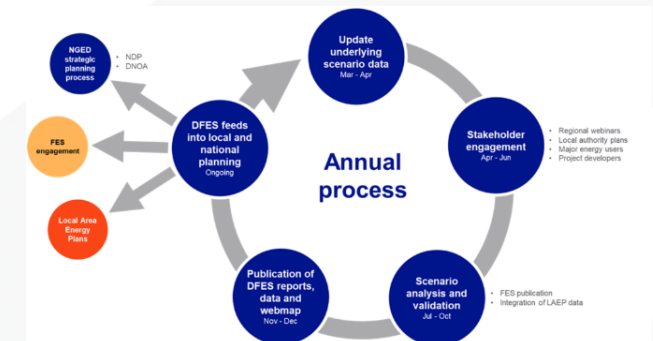 Update
underlying
scenario data
Mar - Apr
Stakeholder
engagement
Apr - Jun
• Regional webinars
• Local authority plans
• Major energy users
• Project developers
Scenario
analysis and
validation
Jul - Oct
• FES publication
• Integration of LAEP data
Publication of
DFES reports,
data and
webmap
Nov - Dec
DFES feeds
into local and
national
planning
Ongoing
NGED
strategic
planning
process
• NDP
• DNOA
FES
engagement
Local Area
Energy
Plans
Annual
process